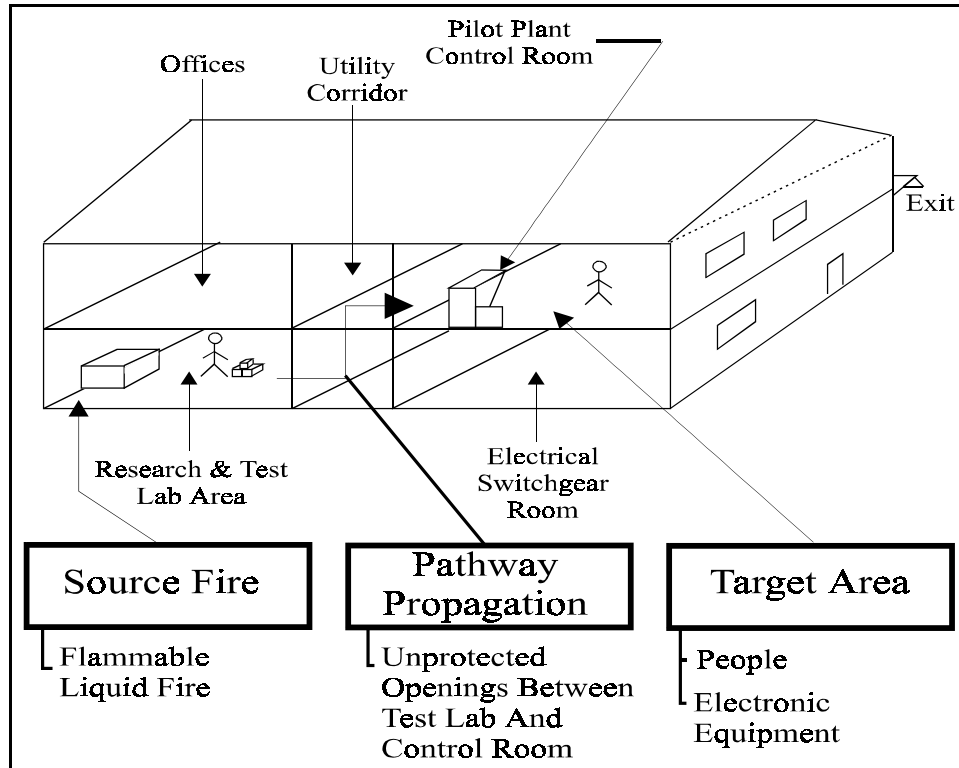 Pilot Plant
Control Room
Offices
Utility
Corridor
Exit
Research & Test
Lab Area
Electrical
Switchgear
Room
Source Fire
Pathway
Propagation
Target Area
Flammable
Liquid Fire
Unprotected
Openings Between
Test Lab And
Control Room
People
Electronic
Equipment